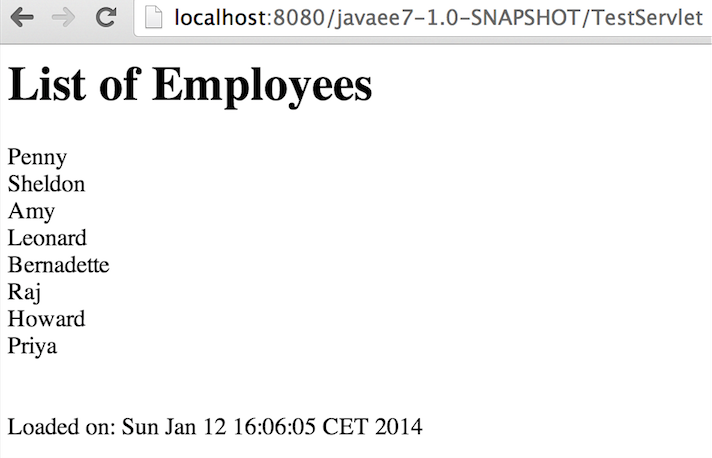 localhost:8080/javaee7-1.0-SNAPSHOT/TestServlet
List of Employees
Penny
Sheldon
Amy
Leonard
Bernadette
Raj
Howard
Priya
Loaded on: Sun Jan 12 16:06:05 CET 2014